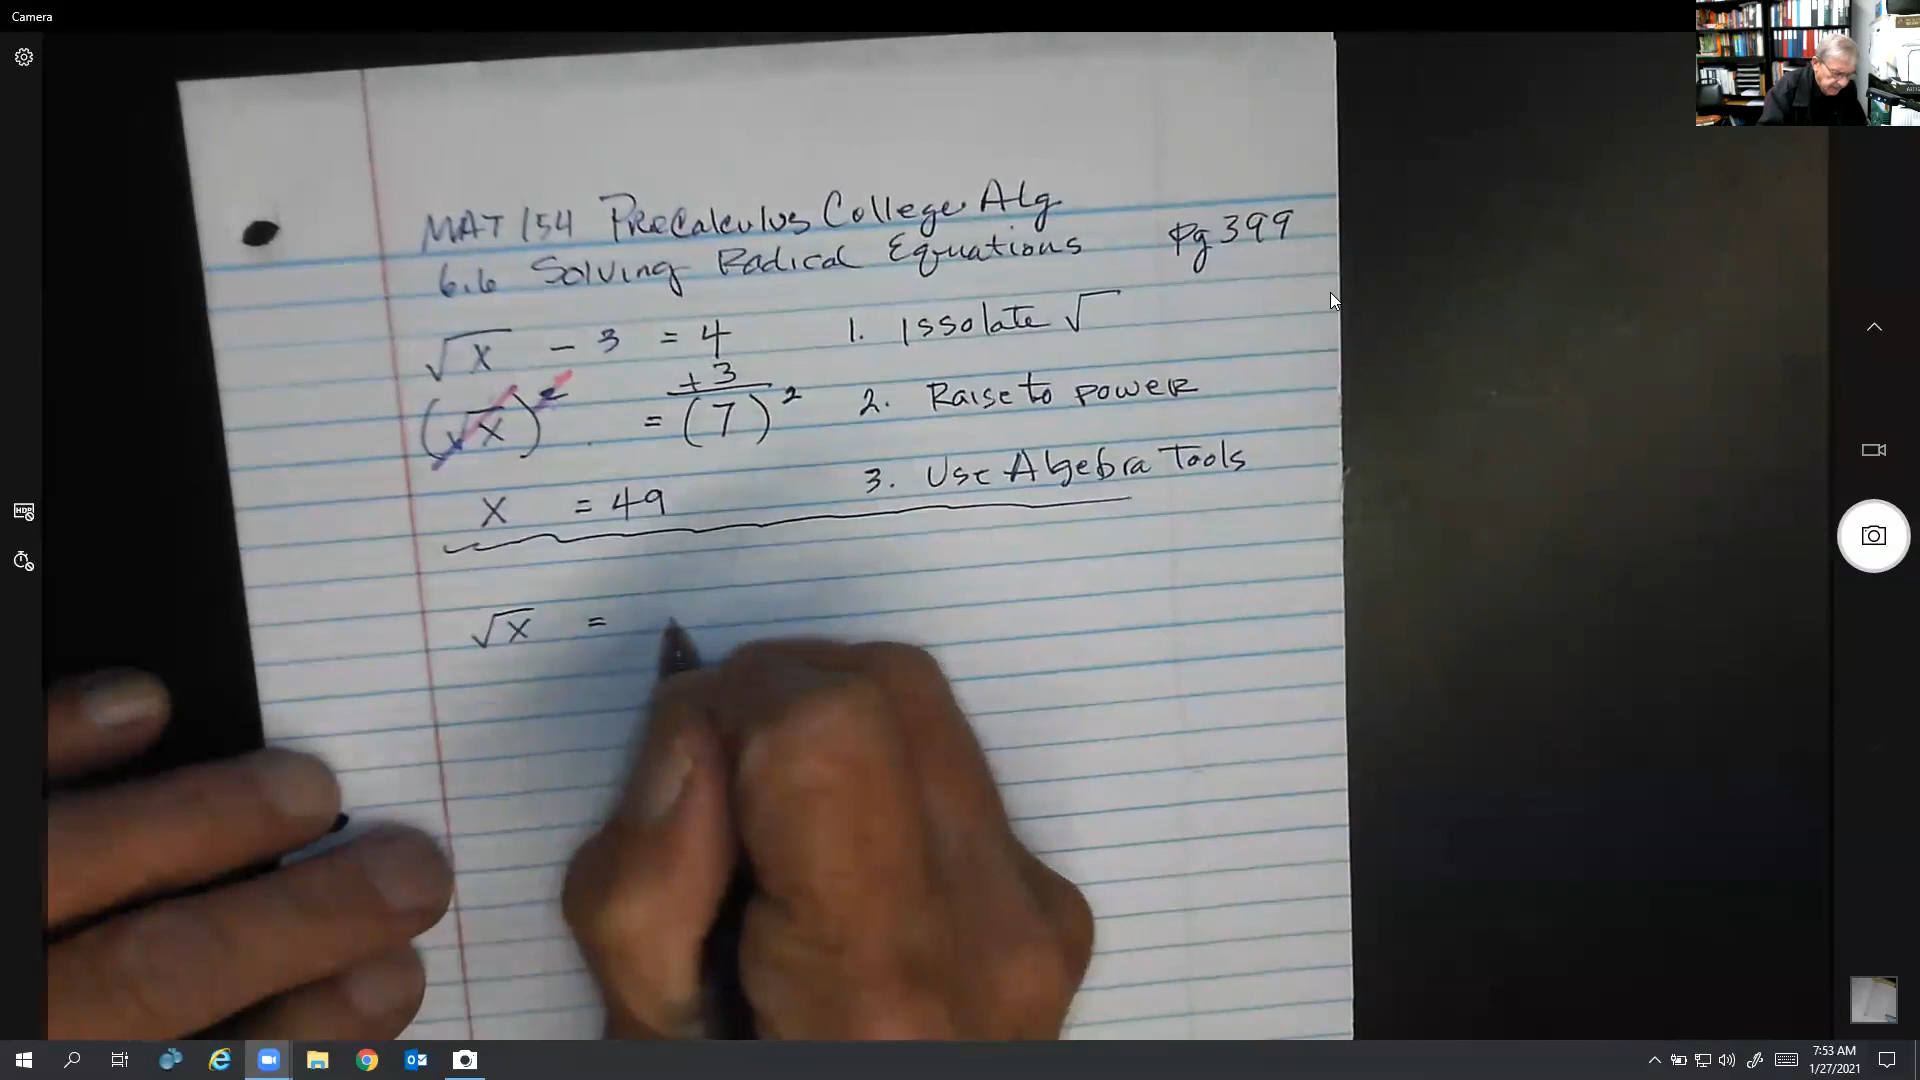 Camera
MAT 154 Precalculus College Alg
6.6 Solving Radical Equations pg 399
√x - 3 = 4 1. Issolate √
+ 3
(√x)² = (7)² 2. Raise to power
x = 49 3. Use Algebra Tools
√x =
7:53 AM
1/27/2021